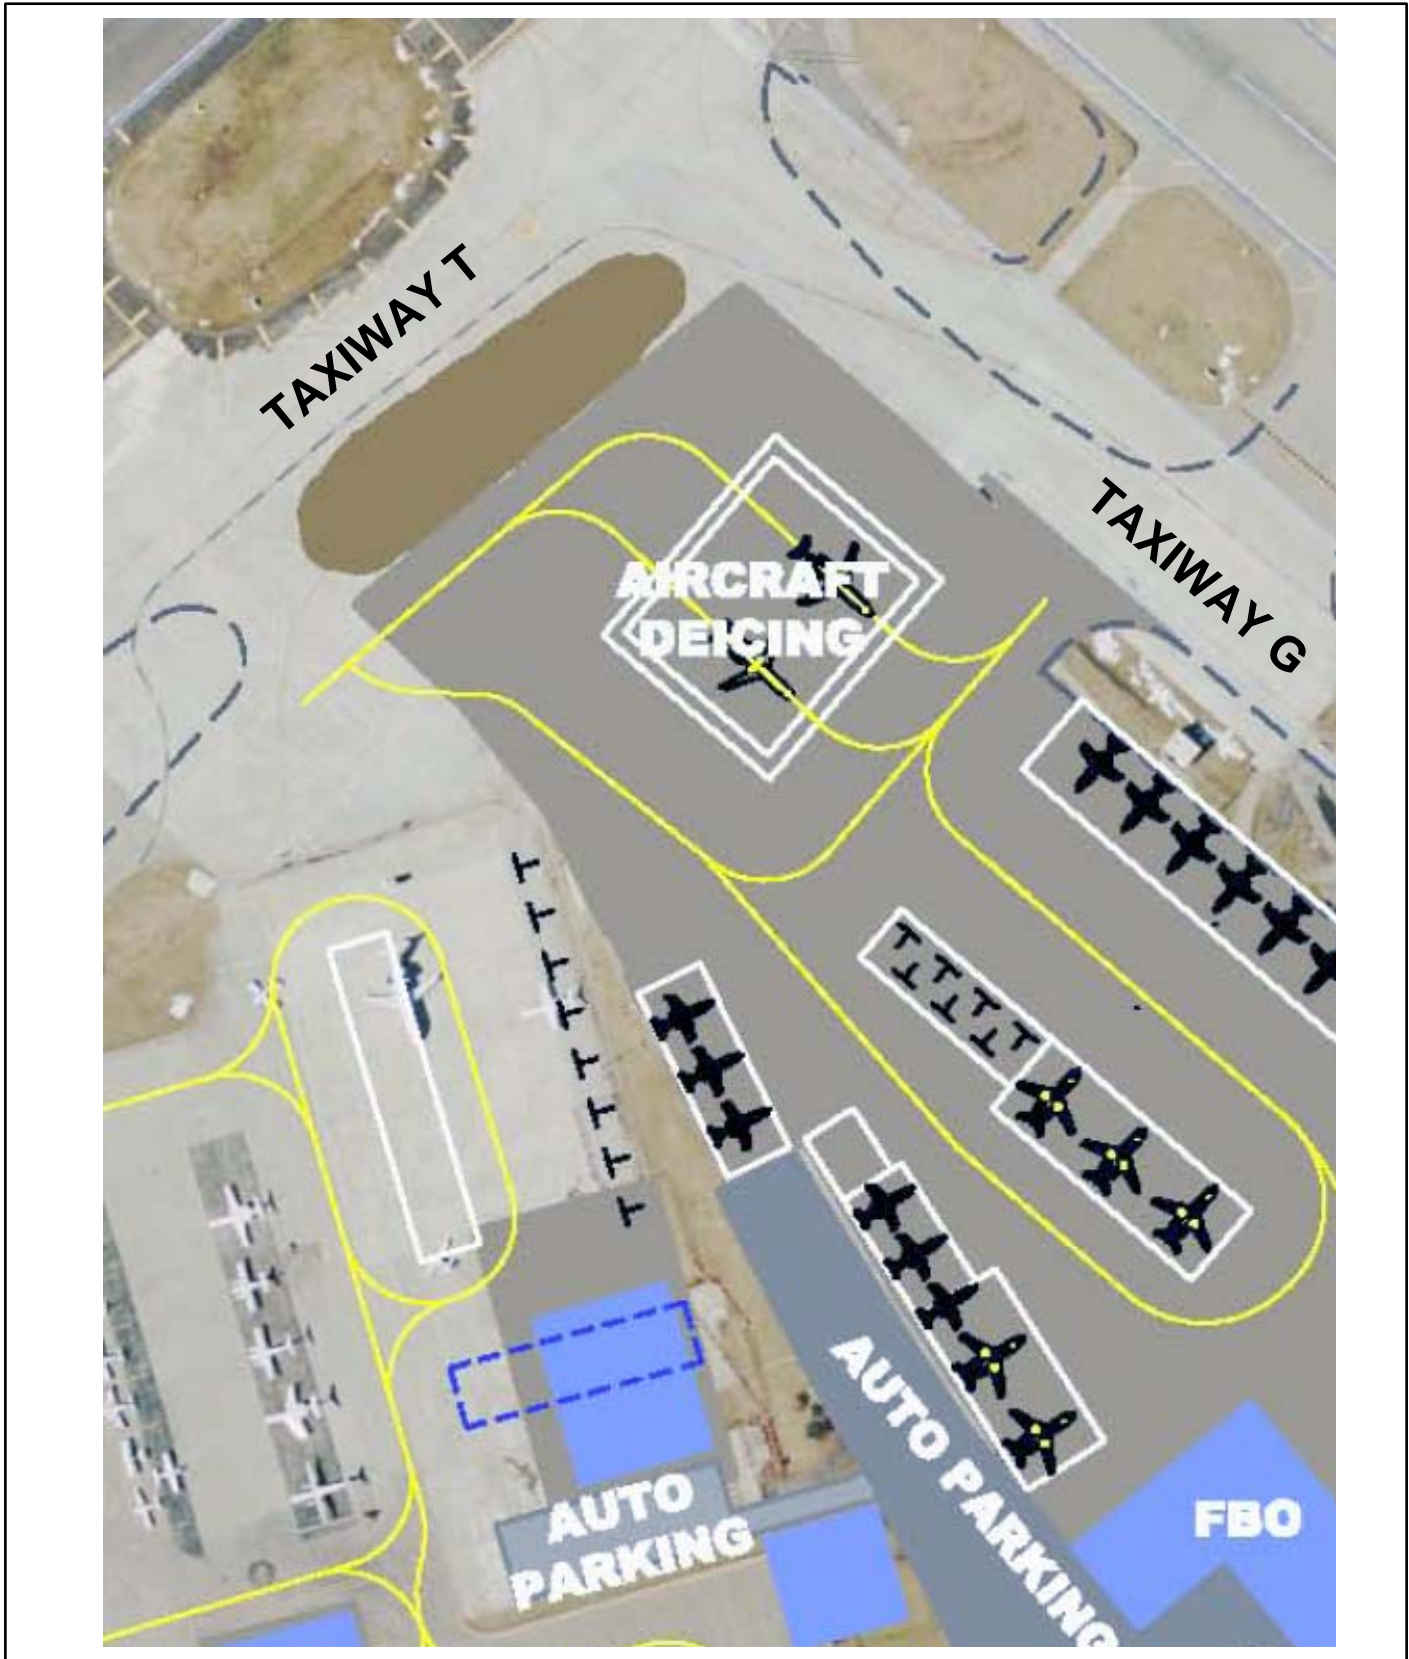 TAXIWAY T
TAXIWAY G
AIRCRAFT
DEICING
AUTO PARKING
AUTO
PARKING
FBO